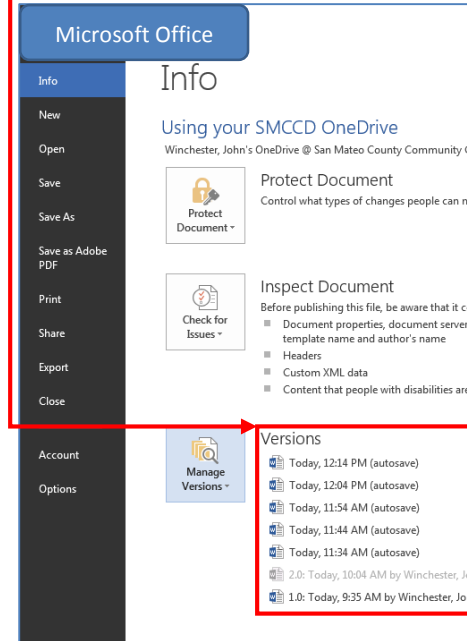 Microsoft Office
Info
New
Open
Save
Save As
Save as Adobe
PDF
Print
Share
Export
Close
Account
Options
Info
Using your SMCCD OneDrive
Winchester, John's OneDrive @ San Mateo County Community
Protect
Document
Protect Document
Control what types of changes people can
Check for
Issues
Inspect Document
Before publishing this file, be aware that it
Document properties, document server
template name and author's name
Headers
Custom XML data
Content that people with disabilities are
Manage
Versions
Versions
Today, 12:14 PM (autosave)
Today, 12:04 PM (autosave)
Today, 11:54 AM (autosave)
Today, 11:44 AM (autosave)
Today, 11:34 AM (autosave)
2.0: Today, 10:04 AM by Winchester,
1.0: Today, 9:35 AM by Winchester,